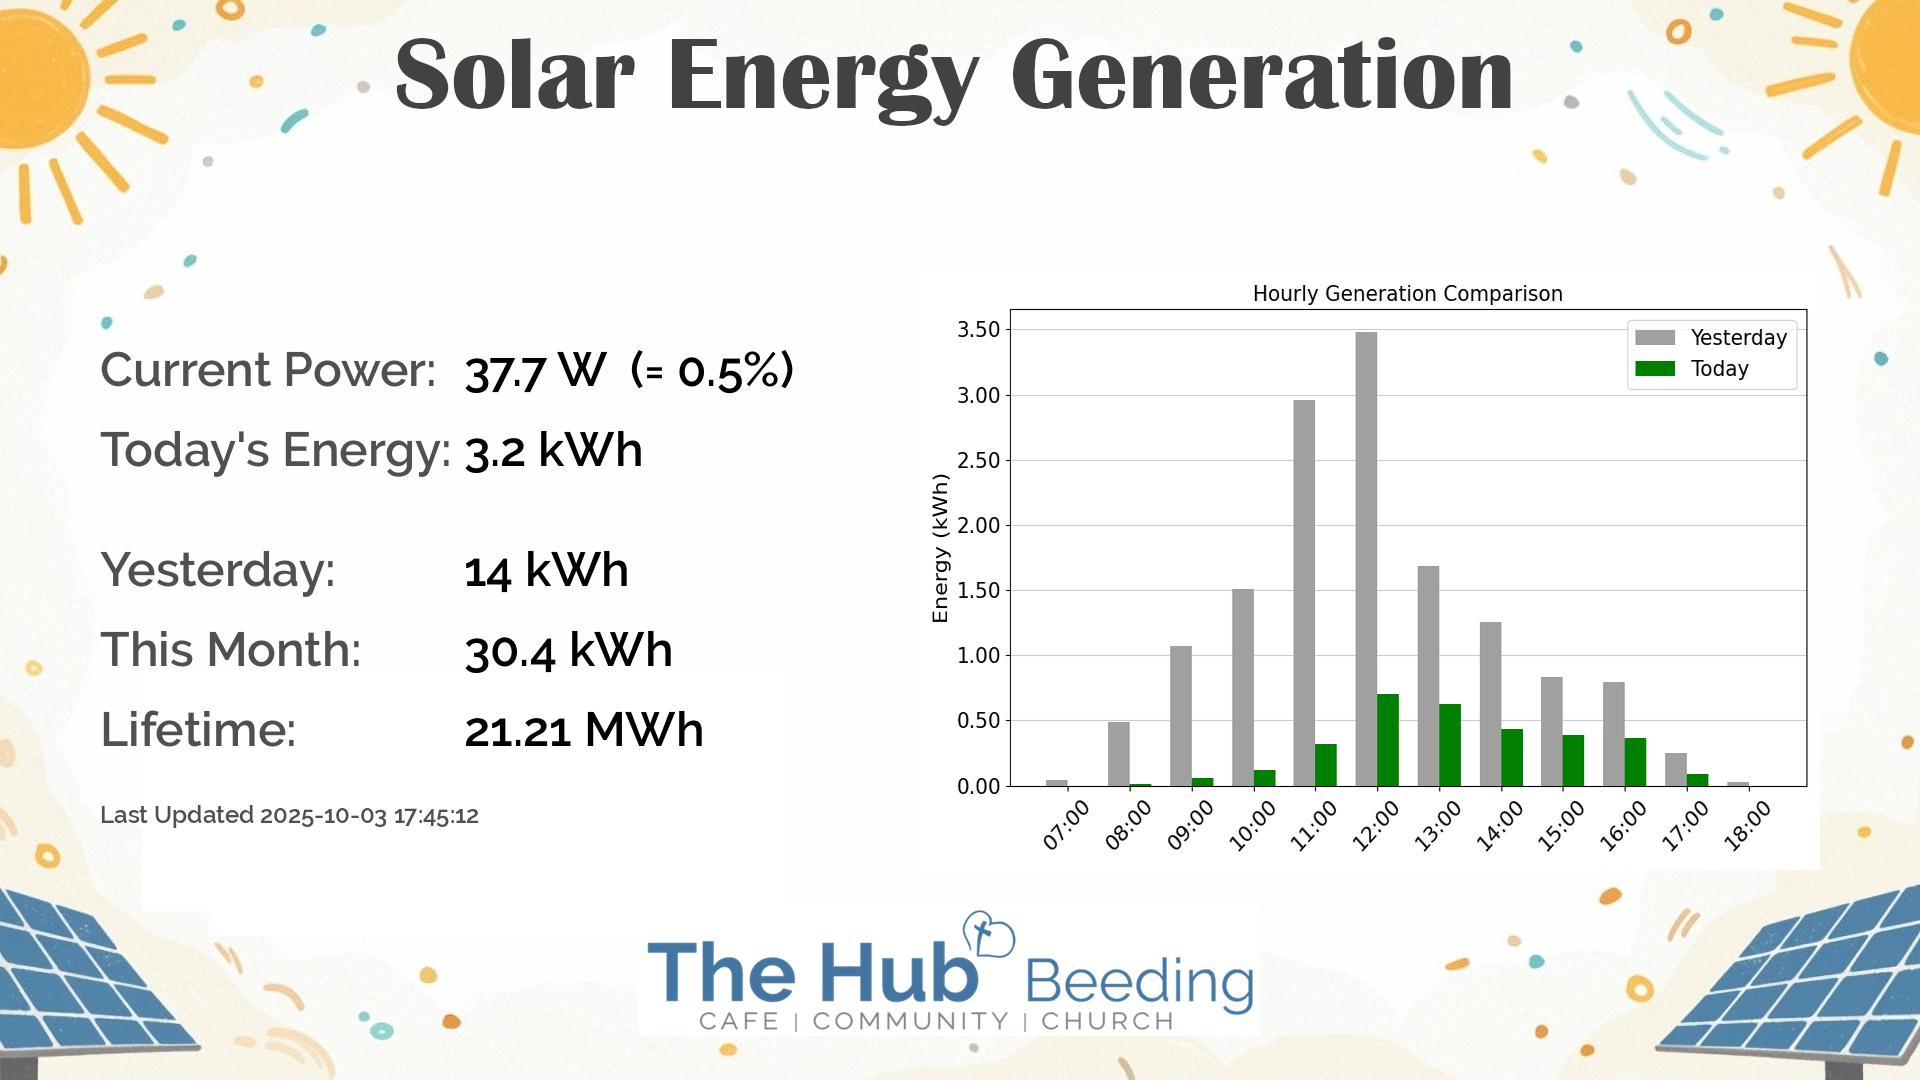 Solar Energy Generation
Current Power: 37.7 W (= 0.5%)
Today's Energy: 3.2 kWh
Yesterday: 14 kWh
This Month: 30.4 kWh
Lifetime: 21.21 MWh
Last Updated 2025-10-03 17:45:12
Hourly Generation Comparison
Yesterday
Today
Energy (kWh)
3.50
3.00
2.50
2.00
1.50
1.00
0.50
0.00
07:00 08:00 09:00 10:00 11:00 12:00 13:00 14:00 15:00 16:00 17:00 18:00
The Hub Beeding
CAFE | COMMUNITY | CHURCH